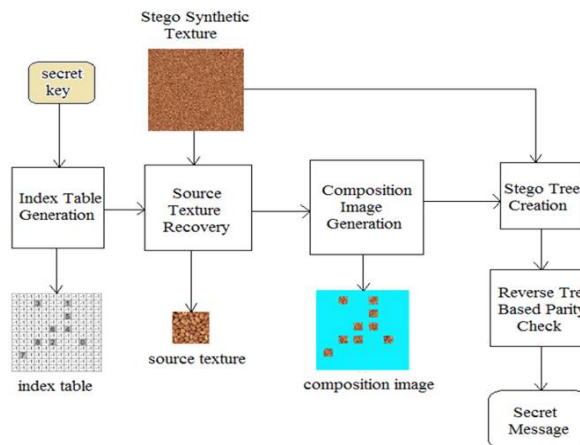 Stego Synthetic
Texture
secret
key
Index Table
Generation
Source
Texture
Recovery
Composition
Image
Generation
Stego Tree
Creation
Reverse Tree
Based Parity
Check
index table
source texture
composition image
Secret
Message